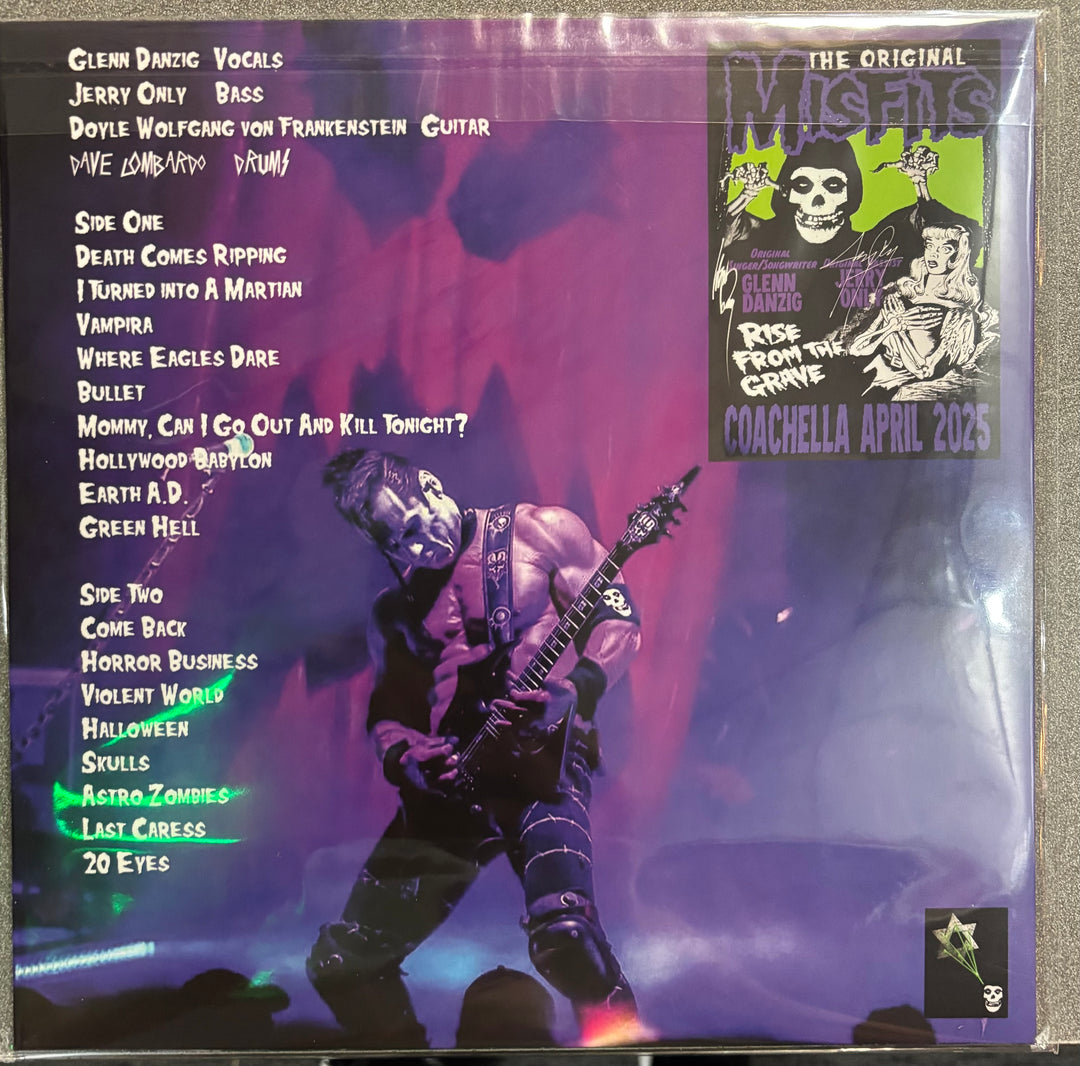 Glenn Danzig Vocals
Jerry Only Bass
Doyle Wolfgang von Frankenstein Guitar
Dave Lombardo Drums
Side One
Death Comes Ripping
I Turned into A Martian
Vampira
Where Eagles Dare
Bullet
Mommy, Can I Go Out And Kill Tonight?
Hollywood Babylon
Earth A.D.
Green Hell
Side Two
Come Back
Horror Business
Violent World
Halloween
Skulls
Astro Zombies
Last Caress
20 Eyes
THE ORIGINAL
MISFITS
ORIGINAL
SINGER/SONGWRITER
GLENN
DANZIG
ORIGINAL
JERRY
ONLY
RISE
FROM THE
GRAVE
COACHELLA APRIL 2025